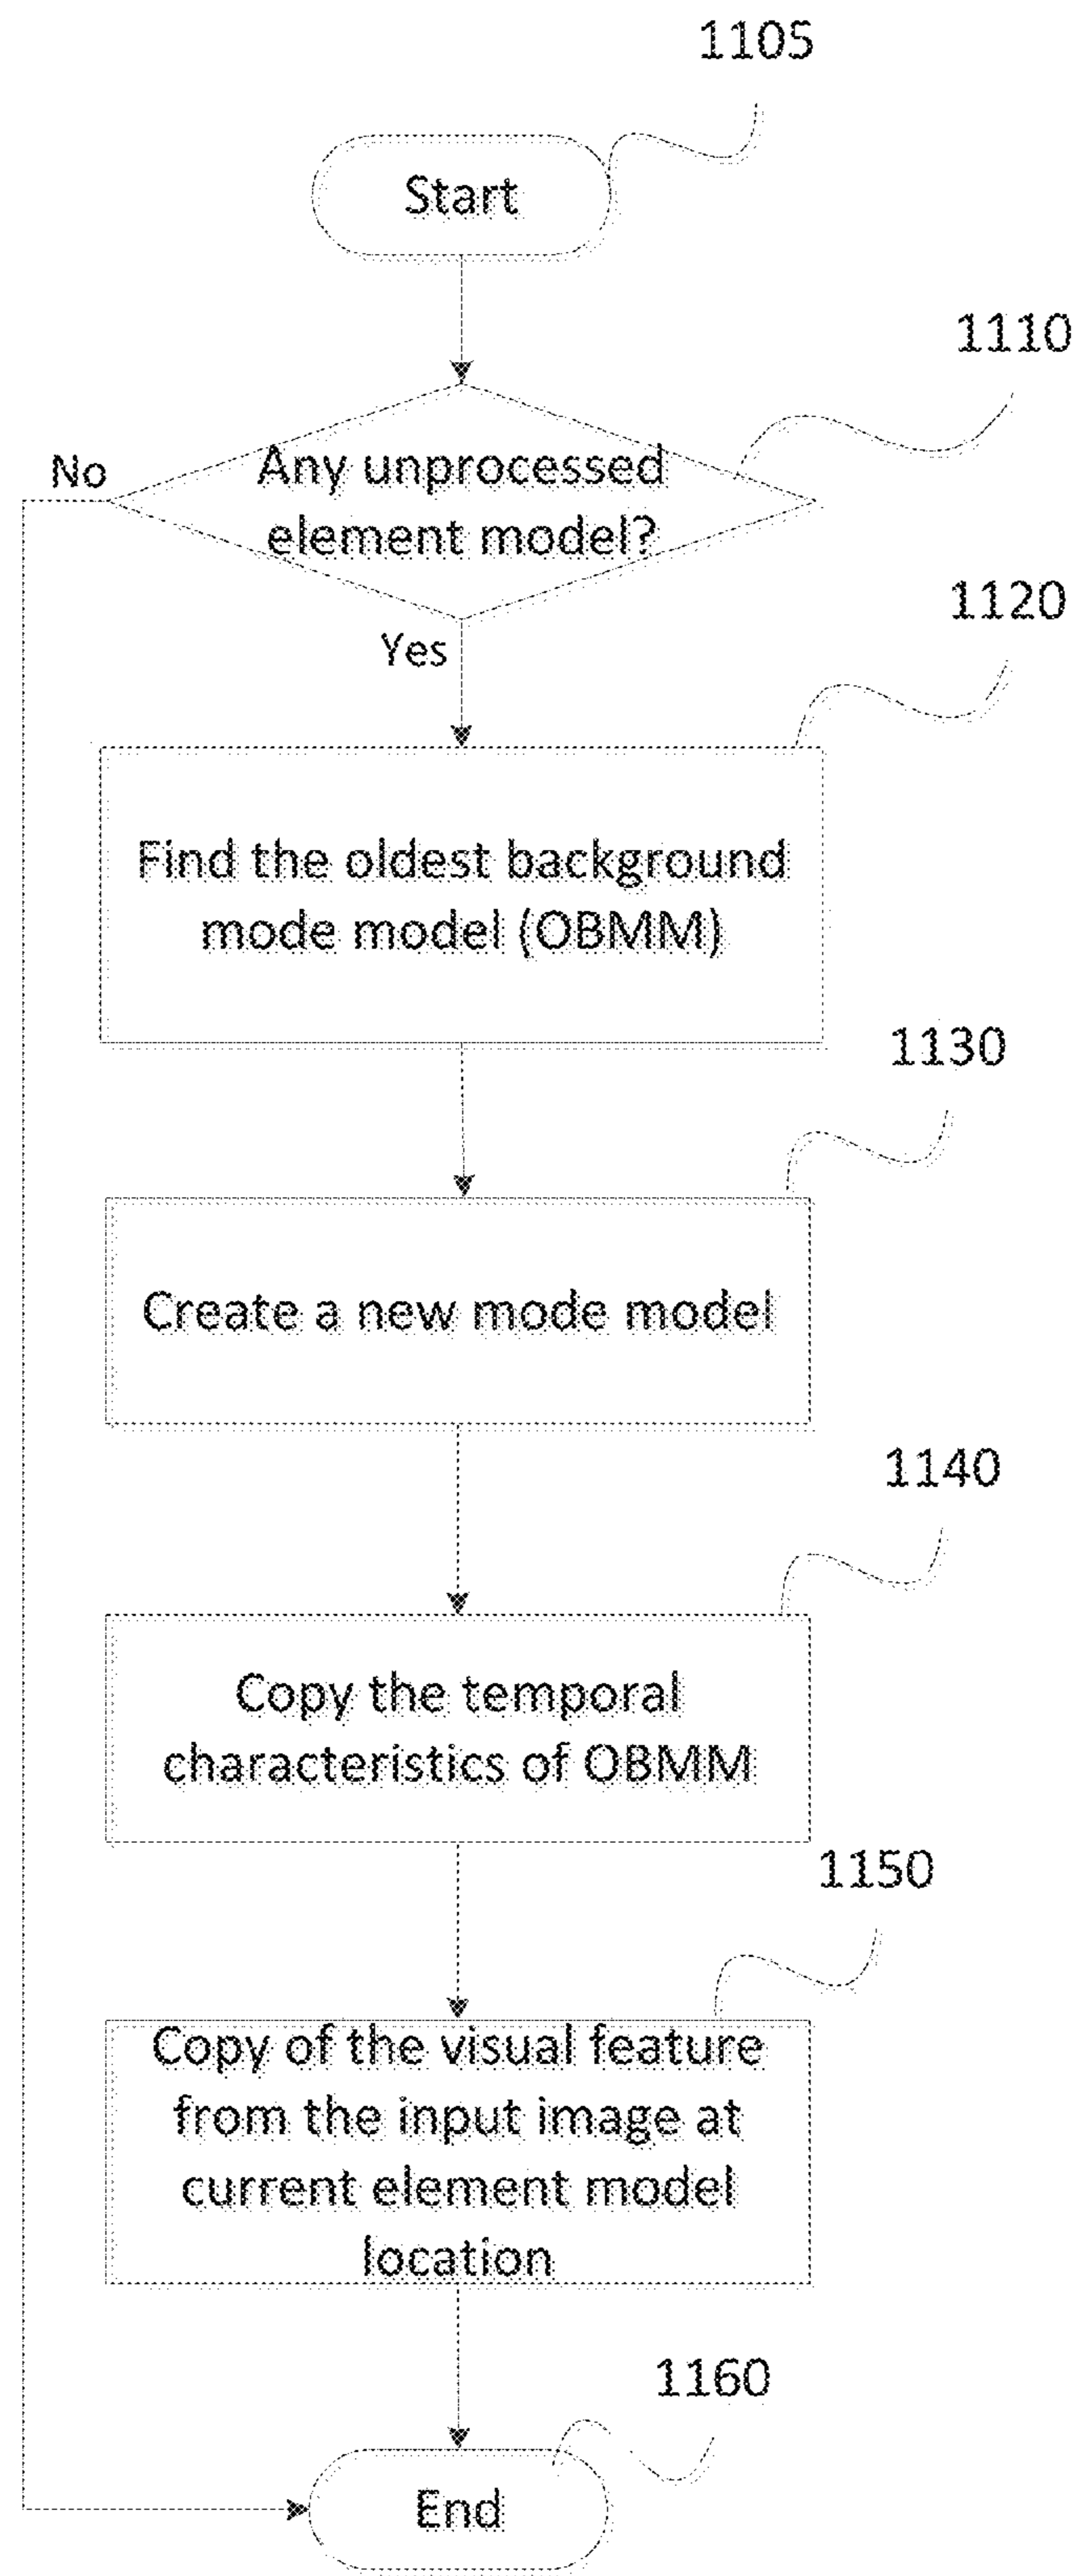 1105
Start
1110
No
Any unprocessed
element model?
1120
Yes
Find the oldest background
mode model (OBMM)
1130
Create a new mode model
1140
Copy the temporal
characteristics of OBMM
1150
Copy of the visual feature
from the input image at
current element model
location
1160
End